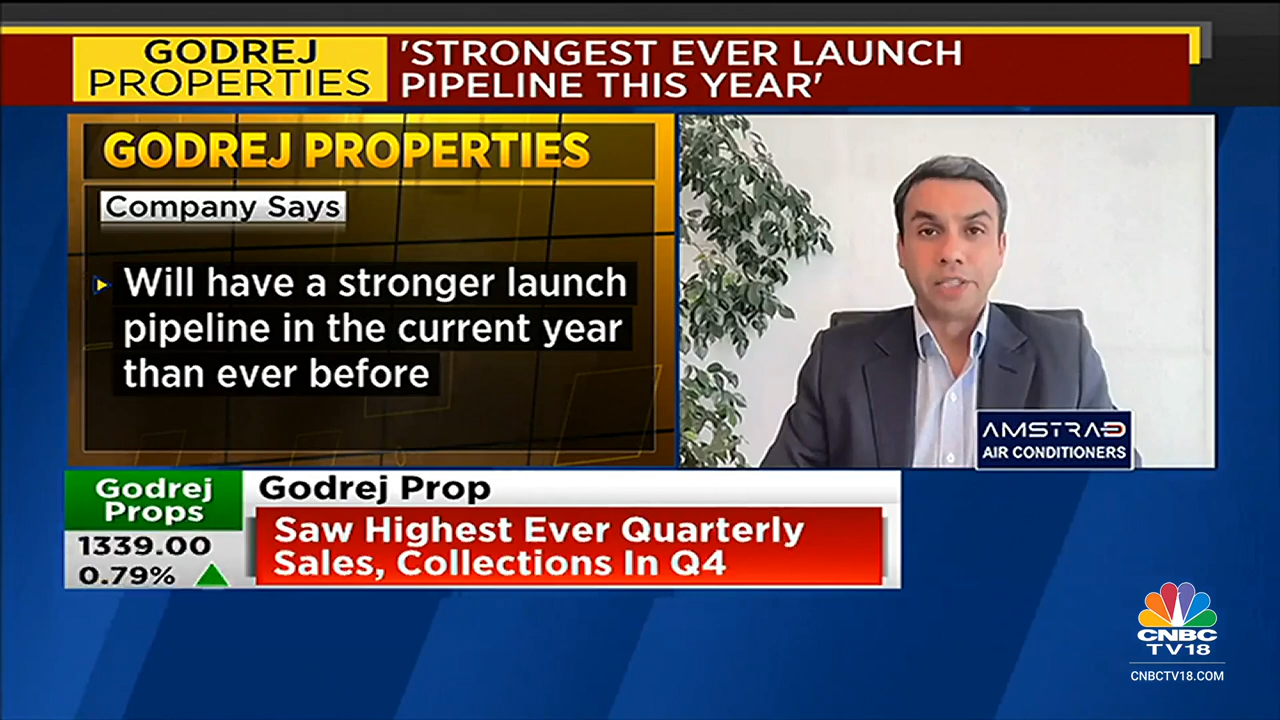 GODREJ
PROPERTIES
'STRONGEST EVER LAUNCH
PIPELINE THIS YEAR'
GODREJ PROPERTIES
Company Says
Will have a stronger launch
pipeline in the current year
than ever before
AMSTRAD
AIR CONDITIONERS
Godrej
Props
1339.00
0.79%
Godrej Prop
Saw Highest Ever Quarterly
Sales, Collections In Q4
CNBC
TV18
CNBCTV18.COM